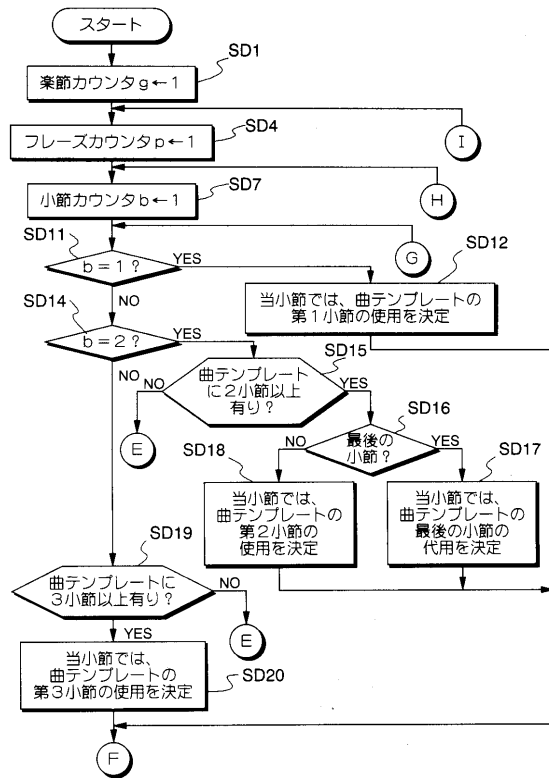 スタート
SD1
楽節カウンタg←1
SD4
フレーズカウンタp←1
I
SD7
小節カウンタb←1
H
G
SD11
b=1?
YES
NO
SD12
当小節では、曲テンプレートの
第1小節の使用を決定
SD14
b=2?
YES
NO
SD15
曲テンプレート
に2小節以上
有り?
NO
YES
E
SD16
最後の
小節?
NO
YES
SD18
当小節では、
曲テンプレートの
第2小節の
使用を決定
SD17
当小節では、
曲テンプレートの
最後の小節の
代用を決定
SD19
曲テンプレートに
3小節以上有り?
NO
E
YES
当小節では、
曲テンプレートの
第3小節の使用を決定
SD20
F